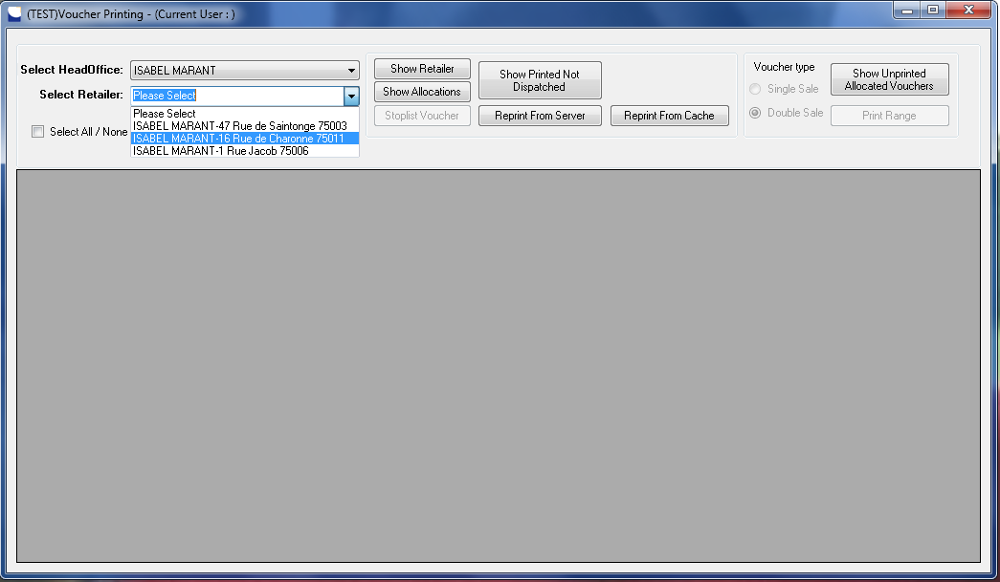 (TEST)Voucher Printing - (Current User : )
Select HeadOffice: ISABEL MARANT
Select Retailer: Please Select
Please Select
ISABEL MARANT-47 Rue de Saintonge 75003
ISABEL MARANT-16 Rue de Charonne 75011
ISABEL MARANT-1 Rue Jacob 75006
Select All / None
Show Retailer
Show Allocations
Stoplist Voucher
Show Printed Not
Dispatched
Reprint From Server
Reprint From Cache
Voucher type
Single Sale
Double Sale
Show Unprinted
Allocated Vouchers
Print Range